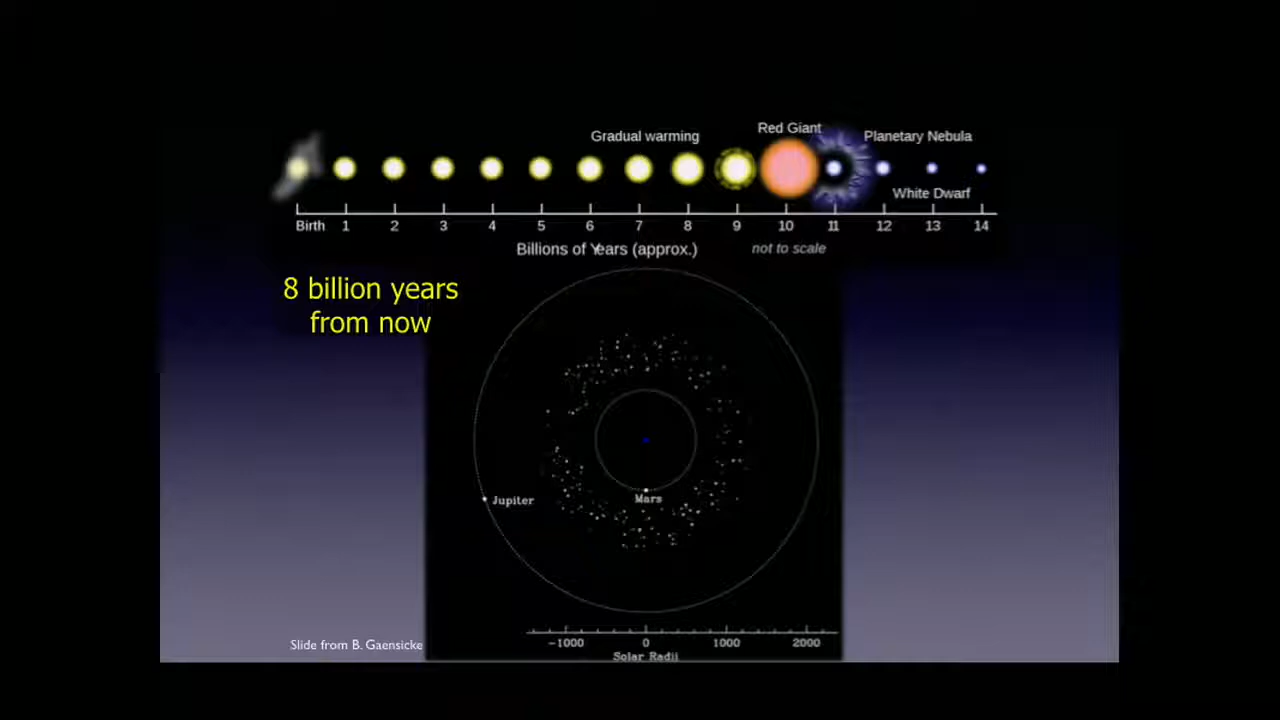 Gradual warming
Red Giant
Planetary Nebula
White Dwarf
Birth 1 2 3 4 5 6 7 8 9 10 11 12 13 14
Billions of Years (approx.)
not to scale
8 billion years
from now
Jupiter
Mars
-1000 0 1000 2000
Solar Radii
Slide from B. Gaensicke